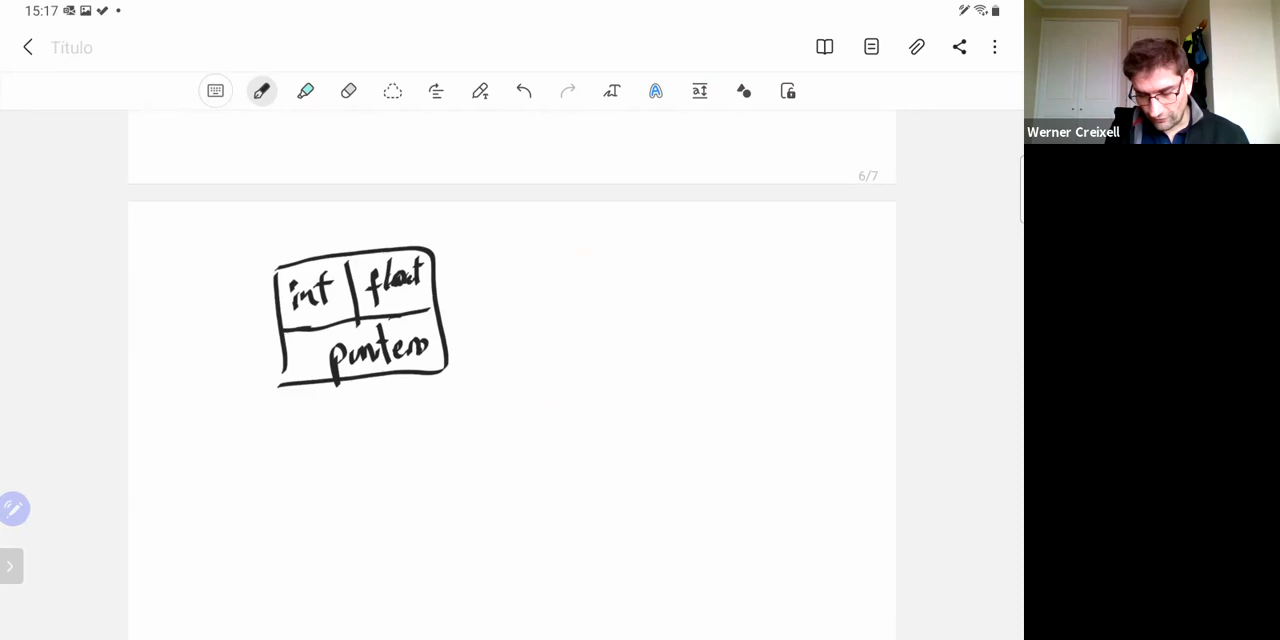 15:17
Título
6/7
int float
puntero
Werner Creixell